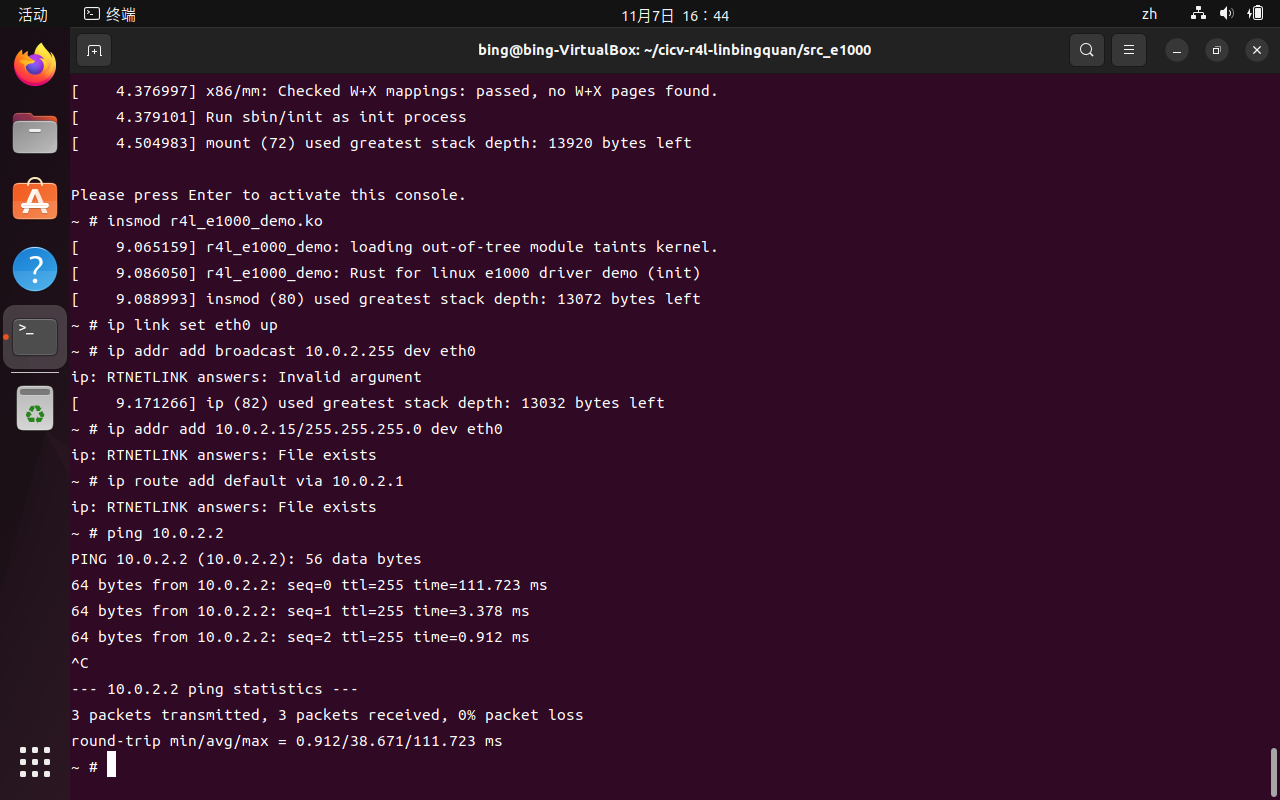 活动 终端 11月7日 16：44 zh
bing@bing-VirtualBox: ~/cicv-r4l-linbingquan/src_e1000
[    4.376997] x86/mm: Checked W+X mappings: passed, no W+X pages found.
[    4.379101] Run sbin/init as init process
[    4.504983] mount (72) used greatest stack depth: 13920 bytes left
Please press Enter to activate this console.
~ # insmod r4l_e1000_demo.ko
[    9.065159] r4l_e1000_demo: loading out-of-tree module taints kernel.
[    9.086050] r4l_e1000_demo: Rust for linux e1000 driver demo (init)
[    9.088993] insmod (80) used greatest stack depth: 13072 bytes left
~ # ip link set eth0 up
~ # ip addr add broadcast 10.0.2.255 dev eth0
ip: RTNETLINK answers: Invalid argument
[    9.171266] ip (82) used greatest stack depth: 13032 bytes left
~ # ip addr add 10.0.2.15/255.255.255.0 dev eth0
ip: RTNETLINK answers: File exists
~ # ip route add default via 10.0.2.1
ip: RTNETLINK answers: File exists
~ # ping 10.0.2.2
PING 10.0.2.2 (10.0.2.2): 56 data bytes
64 bytes from 10.0.2.2: seq=0 ttl=255 time=111.723 ms
64 bytes from 10.0.2.2: seq=1 ttl=255 time=3.378 ms
64 bytes from 10.0.2.2: seq=2 ttl=255 time=0.912 ms
^C
--- 10.0.2.2 ping statistics ---
3 packets transmitted, 3 packets received, 0% packet loss
round-trip min/avg/max = 0.912/38.671/111.723 ms
~ #